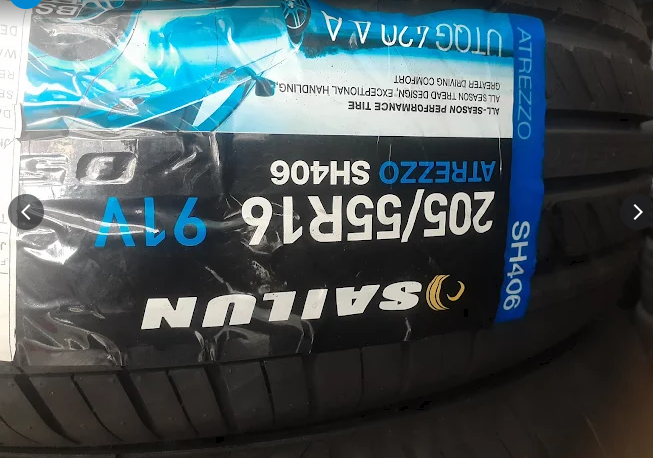 SAILUN
205/55R16 91V
ATREZZO SH406
ALL-SEASON PERFORMANCE TIRE
ALL SEASON TREAD DESIGN, EXCEPTIONAL HANDLING,
GREATER DRIVING COMFORT
UTQG 420 A A
ATREZZO SH406